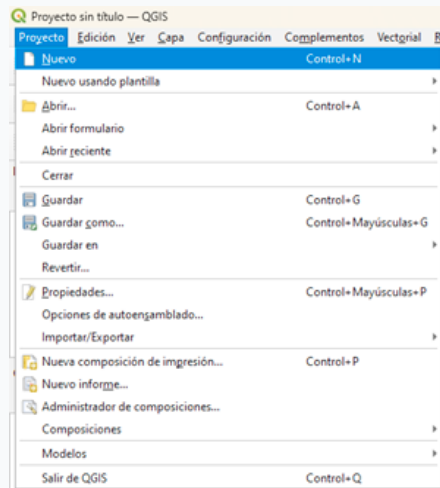 Proyecto sin título — QGIS
Proyecto Edición Ver Capa Configuración Complementos Vectorial
Nuevo Control+N
Nuevo usando plantilla
Abrir... Control+A
Abrir formulario
Abrir reciente
Cerrar
Guardar Control+G
Guardar como... Control+Mayúsculas+G
Guardar en
Revertir...
Propiedades... Control+Mayúsculas+P
Opciones de autoensamblado...
Importar/Exportar
Nueva composición de impresión... Control+P
Nuevo informe...
Administrador de composiciones...
Composiciones
Modelos
Salir de QGIS Control+Q